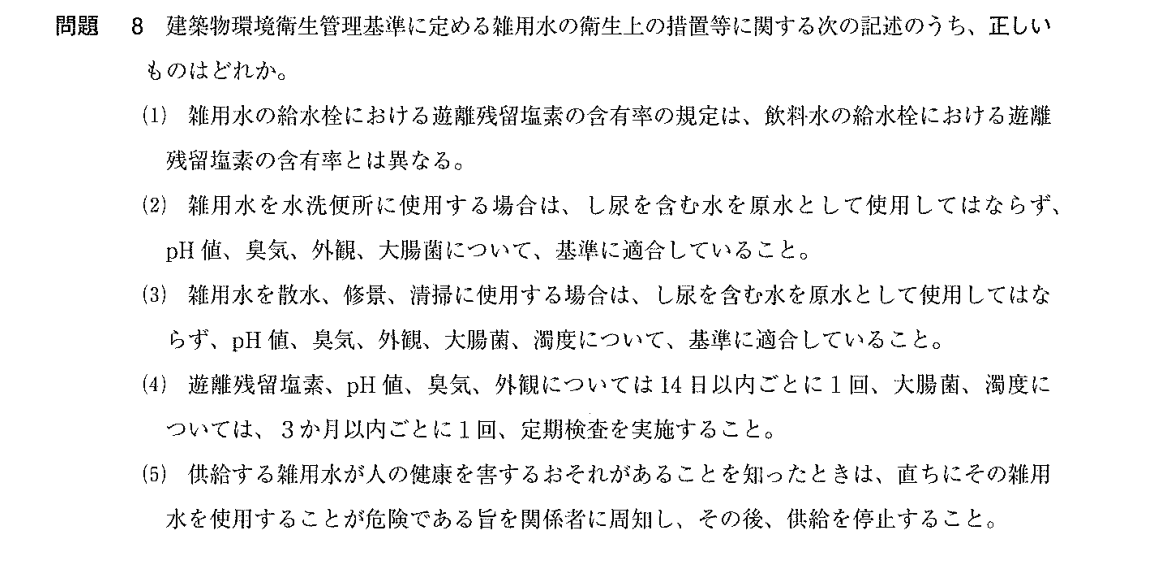 問題 8 建築物環境衛生管理基準に定める雑用水の衛生上の措置等に関する次の記述のうち、正しい
ものはどれか。
(1) 雑用水の給水栓における遊離残留塩素の含有率の規定は、飲料水の給水栓における遊離
残留塩素の含有率とは異なる。
(2) 雑用水を水洗便所に使用する場合は、し尿を含む水を原水として使用してはならず、
pH 値、臭気、外観、大腸菌について、基準に適合していること。
(3) 雑用水を散水、修景、清掃に使用する場合は、し尿を含む水を原水として使用してはな
らず、pH 値、臭気、外観、大腸菌、濁度について、基準に適合していること。
(4) 遊離残留塩素、pH 値、臭気、外観については 14 日以内ごとに 1 回、大腸菌、濁度に
ついては、3 か月以内ごとに 1 回、定期検査を実施すること。
(5) 供給する雑用水が人の健康を害するおそれがあることを知ったときは、直ちにその雑用
水を使用することが危険である旨を関係者に周知し、その後、供給を停止すること。